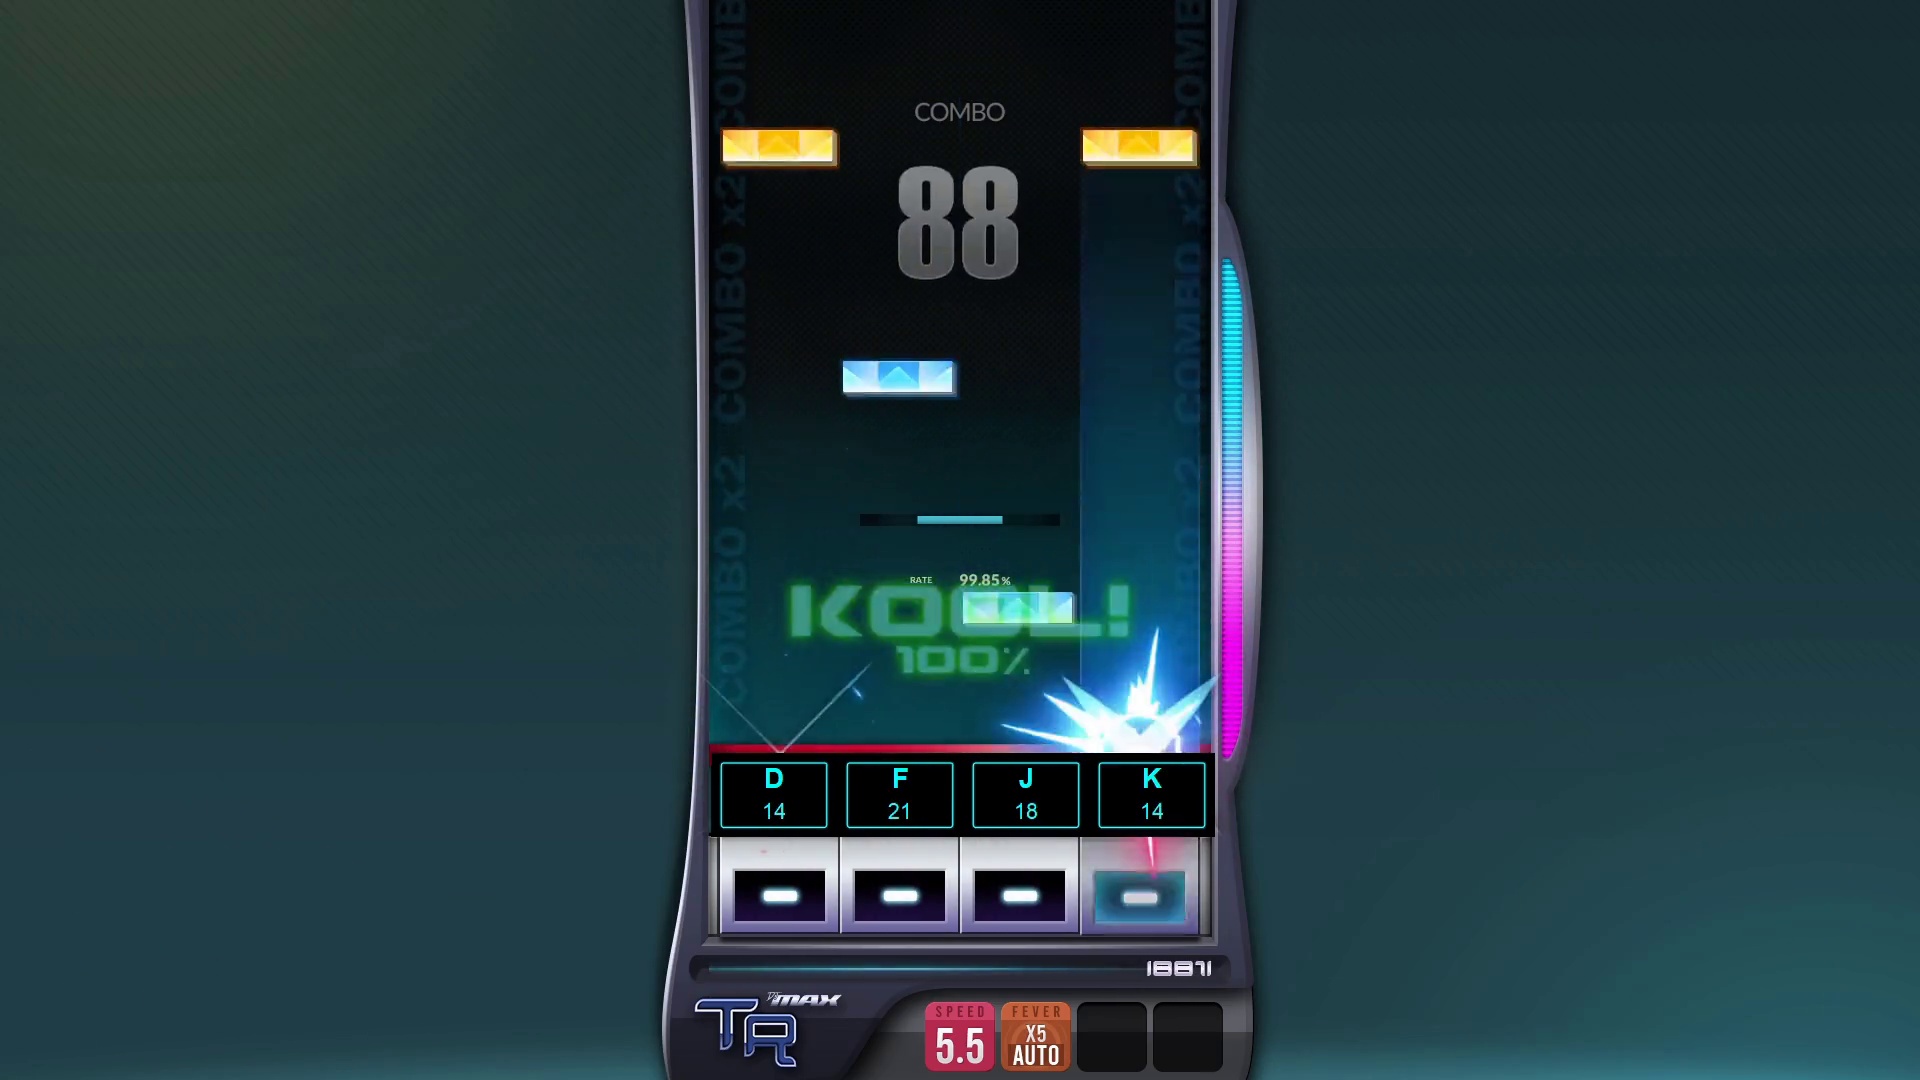 COMBO
88
COMBO x2 COMBO x2 COMBO
COMBO x2 COMBO x2 COMBO
RATE 99.85%
KOOL!
100%
D F J K
14 21 18 14
18871
TR DJMAX
SPEED FEVER
5.5 X5
AUTO